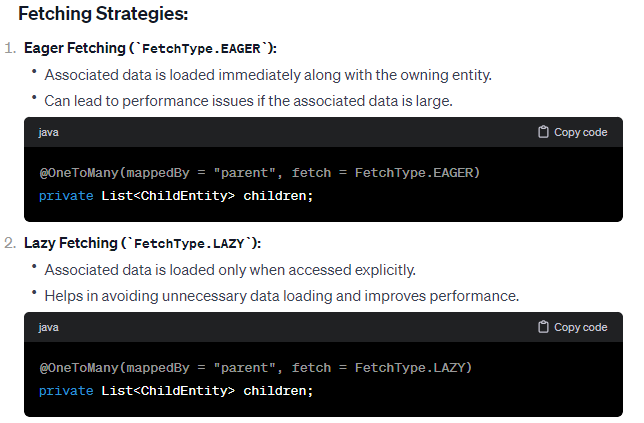 Fetching Strategies:
1. Eager Fetching (`FetchType.EAGER`):
• Associated data is loaded immediately along with the owning entity.
• Can lead to performance issues if the associated data is large.
java Copy code
@OneToMany(mappedBy = "parent", fetch = FetchType.EAGER)
private List<ChildEntity> children;
2. Lazy Fetching (`FetchType.LAZY`):
• Associated data is loaded only when accessed explicitly.
• Helps in avoiding unnecessary data loading and improves performance.
java Copy code
@OneToMany(mappedBy = "parent", fetch = FetchType.LAZY)
private List<ChildEntity> children;